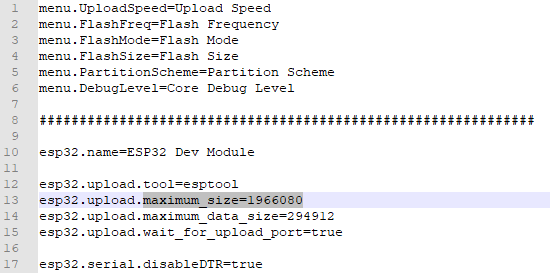 1 menu.UploadSpeed=Upload Speed
2 menu.FlashFreq=Flash Frequency
3 menu.FlashMode=Flash Mode
4 menu.FlashSize=Flash Size
5 menu.PartitionScheme=Partition Scheme
6 menu.DebugLevel=Core Debug Level
7
8 ##############################################################
9
10 esp32.name=ESP32 Dev Module
11
12 esp32.upload.tool=esptool
13 esp32.upload.maximum_size=1966080
14 esp32.upload.maximum_data_size=294912
15 esp32.upload.wait_for_upload_port=true
16
17 esp32.serial.disableDTR=true